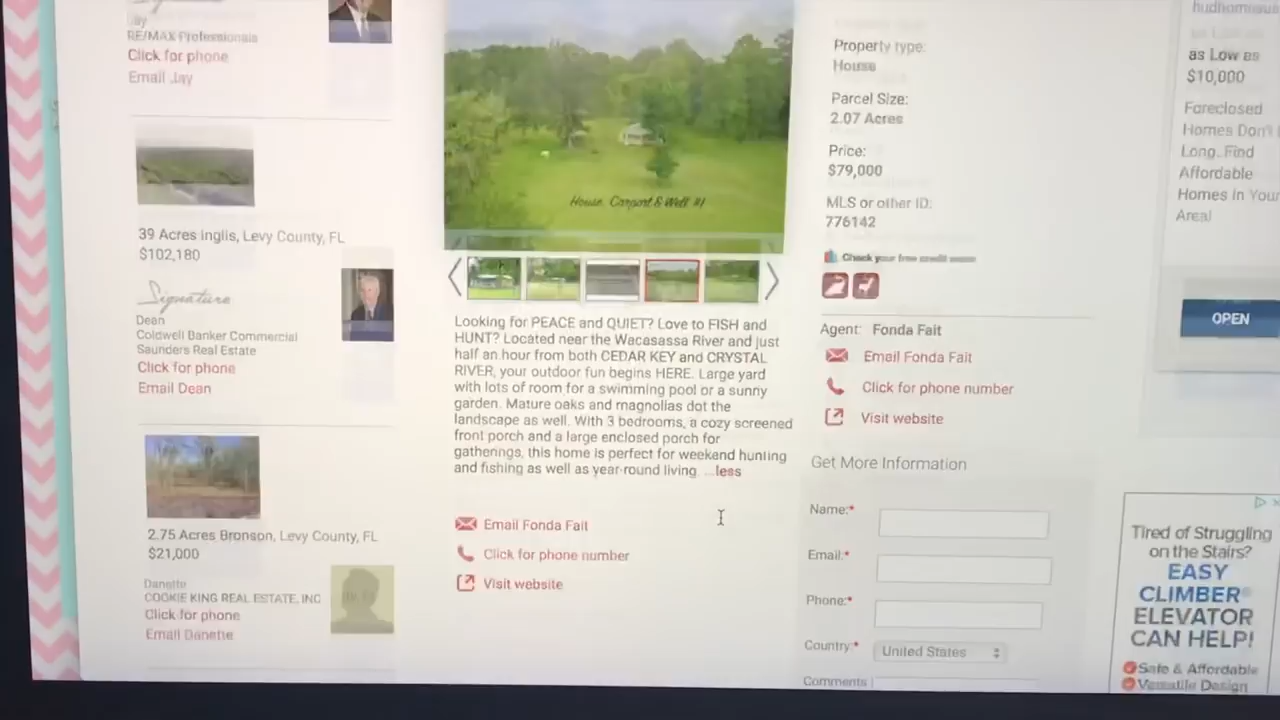 Jay
RE/MAX Professionals
Click for phone
Email Jay
39 Acres inglis, Levy County, FL
$102,180
Signature
Dean
Coldwell Banker Commercial
Saunders Real Estate
Click for phone
Email Dean
2.75 Acres Bronson, Levy County, FL
$21,000
Danette
COOKIE KING REAL ESTATE, INC
Click for phone
Email Danette
House, Carport & Well #1
Looking for PEACE and QUIET? Love to FISH and
HUNT? Located near the Wacasassa River and just
half an hour from both CEDAR KEY and CRYSTAL
RIVER, your outdoor fun begins HERE. Large yard
with lots of room for a swimming pool or a sunny
garden. Mature oaks and magnolias dot the
landscape as well. With 3 bedrooms, a cozy screened
front porch and a large enclosed porch for
gatherings, this home is perfect for weekend hunting
and fishing as well as year-round living. ...less
Email Fonda Fait
Click for phone number
Visit website
Property type:
House
Parcel Size:
2.07 Acres
Price:
$79,000
MLS or other ID:
776142
Check your free credit score
Agent: Fonda Fait
Email Fonda Fait
Click for phone number
Visit website
Get More Information
Name:*
Email:*
Phone:*
Country:* United States
Comments
as Low as
$10,000
Foreclosed
Homes Don't
Long. Find
Affordable
Homes In Your
Area!
OPEN
Tired of Struggling
on the Stairs?
EASY
CLIMBER®
ELEVATOR
CAN HELP!
Safe & Affordable
Versatile Design